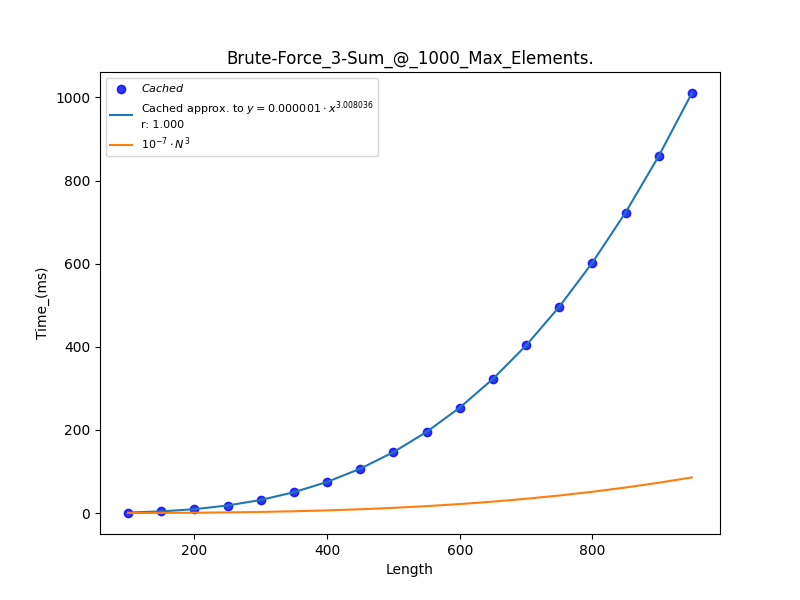 Brute-Force_3-Sum_@_1000_Max_Elements.
Cached
Cached approx. to y = 0.000001 · x^3.008036
r: 1.000
10^−7 · N^3
1000
800
600
400
200
0
Time_(ms)
200 400 600 800
Length